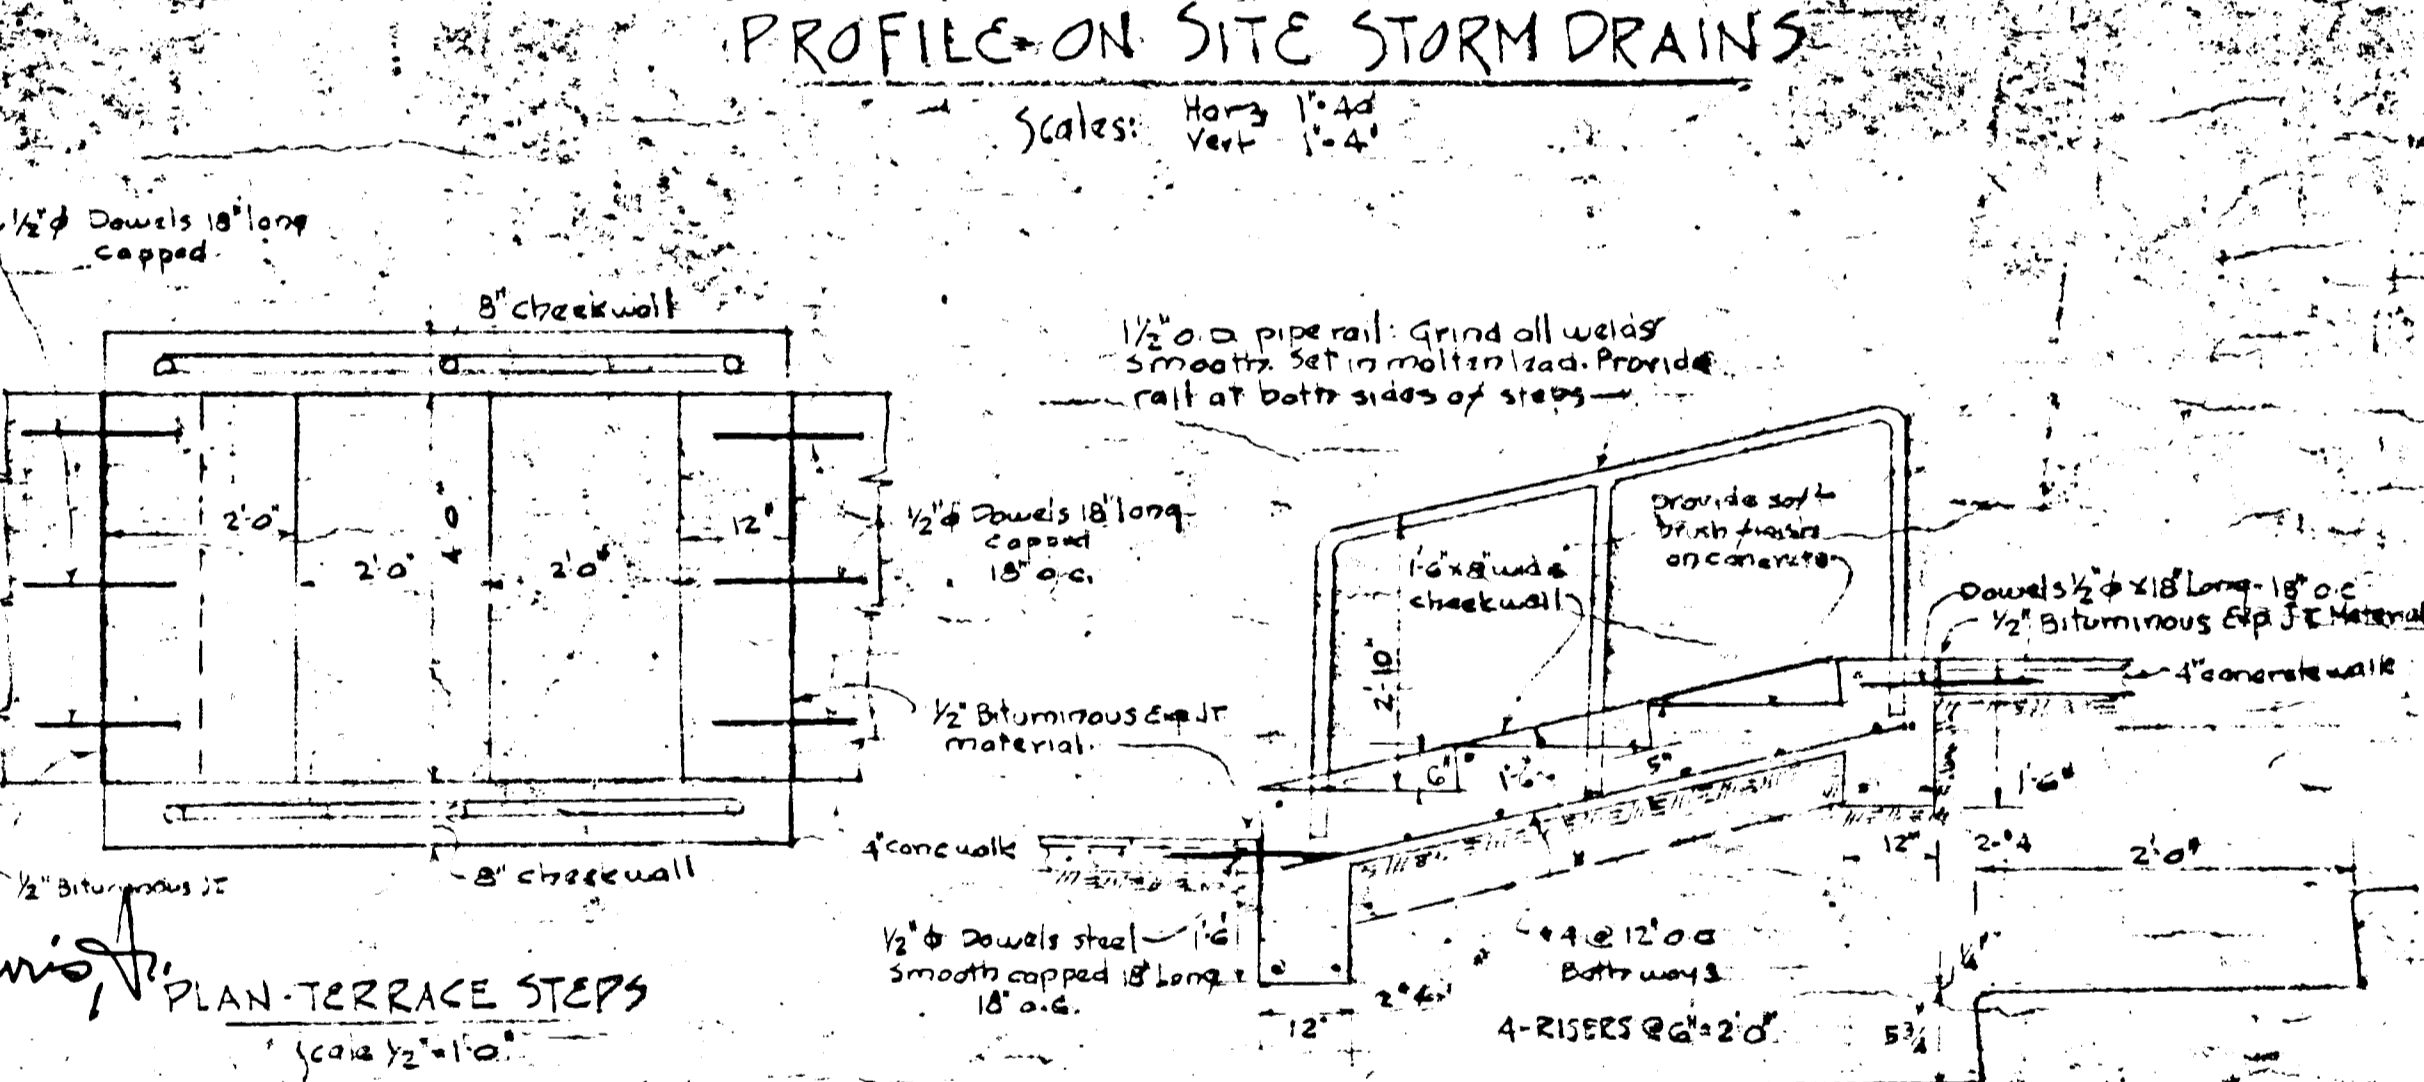 PROFILE-ON SITE STORM DRAINS
Scales: Horz 1"=40'
Vert 1"=4'
1/2"ϕ Dowels 18"long
capped
8" cheekwall
2'-0"
2'-0"
4'-0"
2'-0"
12"
1/2"ϕ Dowels 18"long
capped
18" o.c.
1/2" Bituminous Exp JT
material.
8" cheekwall
1/2" Bituminous JT
PLAN-TERRACE STEPS
Scale 1/2"=1'-0"
1 1/2" O.D pipe rail: Grind all welds
smooth. Set in molten lead. Provide
rail at both sides of steps
provide soft
brush finish
on concrete
1'-6"x8" wide
cheekwall
Dowels 1/2"ϕ x18" Long-18" o.c
1/2" Bituminous Exp. JT Material
4" concrete walk
2'-10"
6"
1'-6"
5"
1'-6"
4" conc walk
12"
2-#4
2'-0"
1/2"ϕ Dowels steel
smooth capped 18" Long
18" o.c.
1'-6"
#4 @ 12" o.c
Both ways
12"
4-RISERS @ 6"=2'-0"
5 3/4"